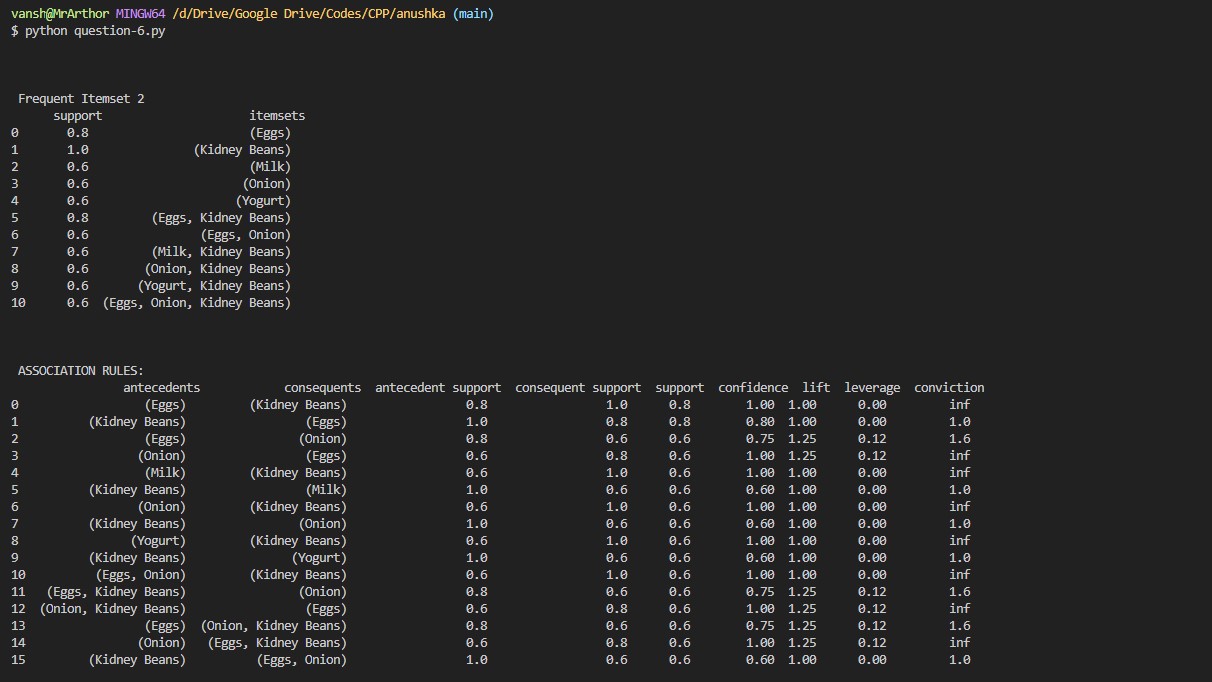 vansh@MrArthor MINGW64 /d/Drive/Google Drive/Codes/CPP/anushka (main)
$ python question-6.py
Frequent Itemset 2
support itemsets
0 0.8 (Eggs)
1 1.0 (Kidney Beans)
2 0.6 (Milk)
3 0.6 (Onion)
4 0.6 (Yogurt)
5 0.8 (Eggs, Kidney Beans)
6 0.6 (Eggs, Onion)
7 0.6 (Milk, Kidney Beans)
8 0.6 (Onion, Kidney Beans)
9 0.6 (Yogurt, Kidney Beans)
10 0.6 (Eggs, Onion, Kidney Beans)
ASSOCIATION RULES:
antecedents consequents antecedent support consequent support support confidence lift leverage conviction
0 (Eggs) (Kidney Beans) 0.8 1.0 0.8 1.00 1.00 0.00 inf
1 (Kidney Beans) (Eggs) 1.0 0.8 0.8 0.80 1.00 0.00 1.0
2 (Eggs) (Onion) 0.8 0.6 0.6 0.75 1.25 0.12 1.6
3 (Onion) (Eggs) 0.6 0.8 0.6 1.00 1.25 0.12 inf
4 (Milk) (Kidney Beans) 0.6 1.0 0.6 1.00 1.00 0.00 inf
5 (Kidney Beans) (Milk) 1.0 0.6 0.6 0.60 1.00 0.00 1.0
6 (Onion) (Kidney Beans) 0.6 1.0 0.6 1.00 1.00 0.00 inf
7 (Kidney Beans) (Onion) 1.0 0.6 0.6 0.60 1.00 0.00 1.0
8 (Yogurt) (Kidney Beans) 0.6 1.0 0.6 1.00 1.00 0.00 inf
9 (Kidney Beans) (Yogurt) 1.0 0.6 0.6 0.60 1.00 0.00 1.0
10 (Eggs, Onion) (Kidney Beans) 0.6 1.0 0.6 1.00 1.00 0.00 inf
11 (Eggs, Kidney Beans) (Onion) 0.8 0.6 0.6 0.75 1.25 0.12 1.6
12 (Onion, Kidney Beans) (Eggs) 0.6 0.8 0.6 1.00 1.25 0.12 inf
13 (Eggs) (Onion, Kidney Beans) 0.8 0.6 0.6 0.75 1.25 0.12 1.6
14 (Onion) (Eggs, Kidney Beans) 0.6 0.8 0.6 1.00 1.25 0.12 inf
15 (Kidney Beans) (Eggs, Onion) 1.0 0.6 0.6 0.60 1.00 0.00 1.0